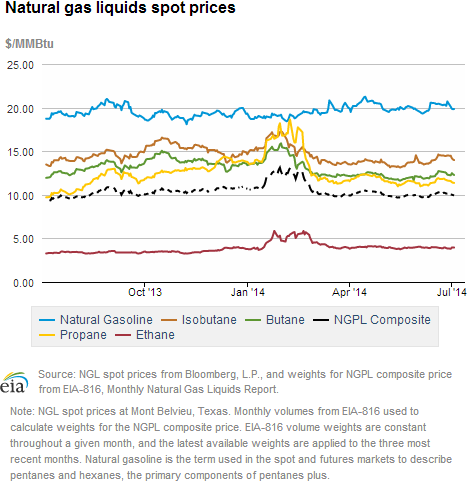 Natural gas liquids spot prices
$/MMBtu
25.00
20.00
15.00
10.00
5.00
0.00
Oct '13 Jan '14 Apr '14 Jul '14
Natural Gasoline Isobutane Butane NGPL Composite
Propane Ethane
eia
Source: NGL spot prices from Bloomberg, L.P., and weights for NGPL composite price
from EIA-816, Monthly Natural Gas Liquids Report.
Note: NGL spot prices at Mont Belvieu, Texas. Monthly volumes from EIA-816 used to
calculate weights for the NGPL composite price. EIA-816 volume weights are constant
throughout a given month, and the latest available weights are applied to the three most
recent months. Natural gasoline is the term used in the spot and futures markets to describe
pentanes and hexanes, the primary components of pentanes plus.